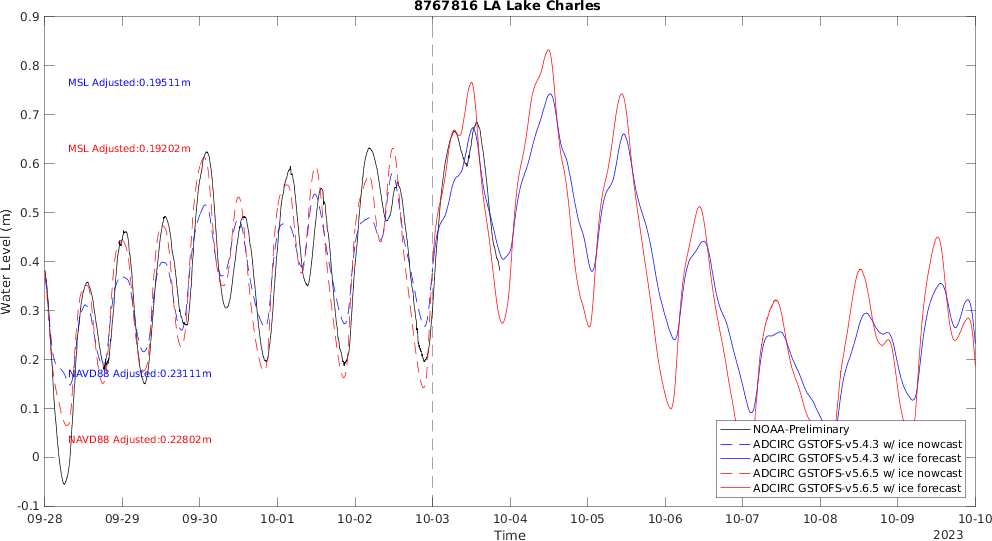 8767816 LA Lake Charles
0.9
0.8
0.7
0.6
0.5
0.4
0.3
0.2
0.1
0
-0.1
Water Level (m)
MSL Adjusted:0.19511m
MSL Adjusted:0.19202m
NAVD88 Adjusted:0.23111m
NAVD88 Adjusted:0.22802m
NOAA-Preliminary
ADCIRC GSTOFS-v5.4.3 w/ ice nowcast
ADCIRC GSTOFS-v5.4.3 w/ ice forecast
ADCIRC GSTOFS-v5.6.5 w/ ice nowcast
ADCIRC GSTOFS-v5.6.5 w/ ice forecast
09-28 09-29 09-30 10-01 10-02 10-03 10-04 10-05 10-06 10-07 10-08 10-09 10-10
Time
2023